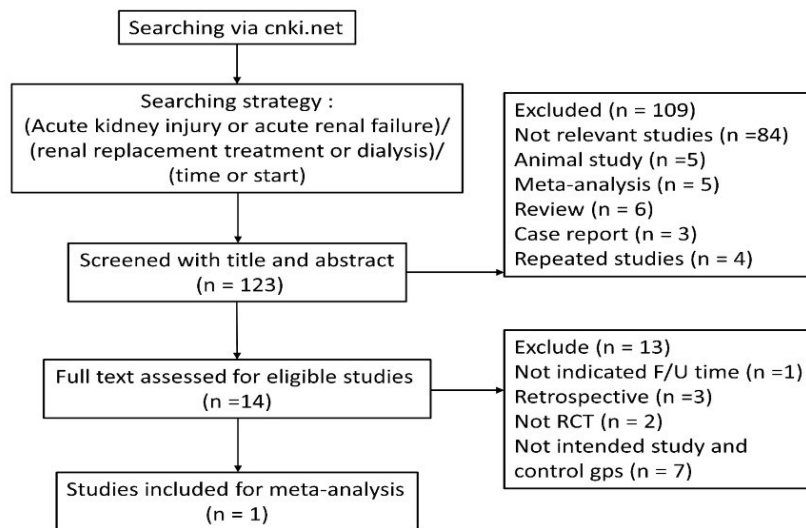 Searching via cnki.net
Searching strategy :
(Acute kidney injury or acute renal failure)/
(renal replacement treatment or dialysis)/
(time or start)
Excluded (n = 109)
Not relevant studies (n =84)
Animal study (n =5)
Meta-analysis (n = 5)
Review (n = 6)
Case report (n = 3)
Repeated studies (n = 4)
Screened with title and abstract
(n = 123)
Full text assessed for eligible studies
(n =14)
Exclude (n = 13)
Not indicated F/U time (n =1)
Retrospective (n =3)
Not RCT (n = 2)
Not intended study and
control gps (n = 7)
Studies included for meta-analysis
(n = 1)